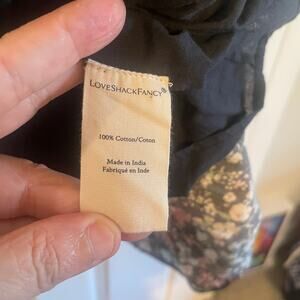 LoveShackFancy®
100% Cotton/Coton
Made in India
Fabriqué en Inde